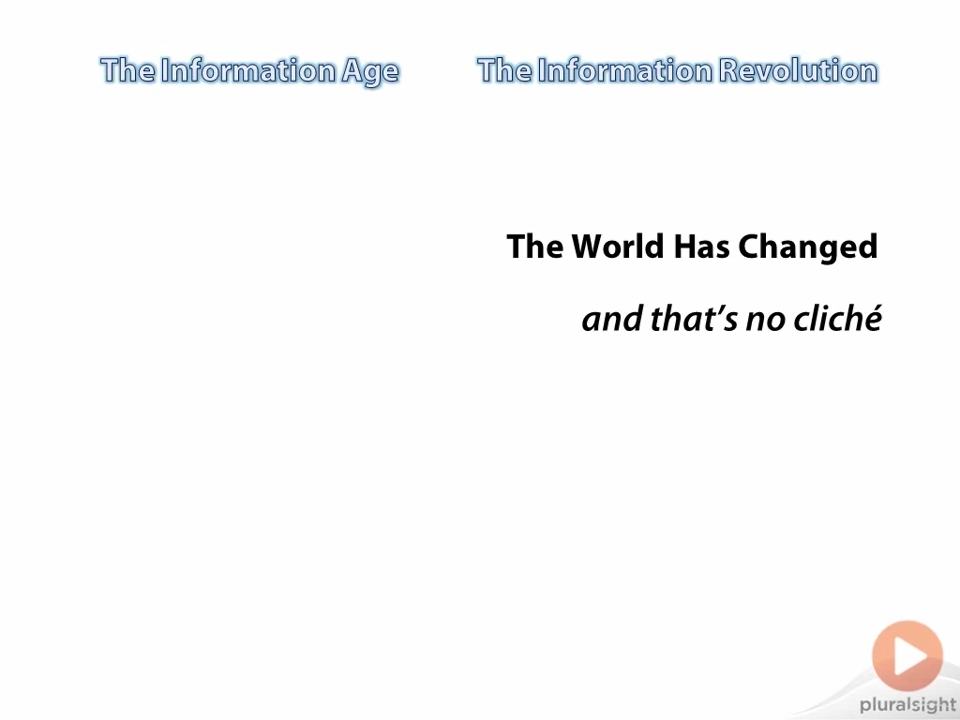 The Information Age
The Information Revolution
The World Has Changed
and that's no cliché
pluralsight